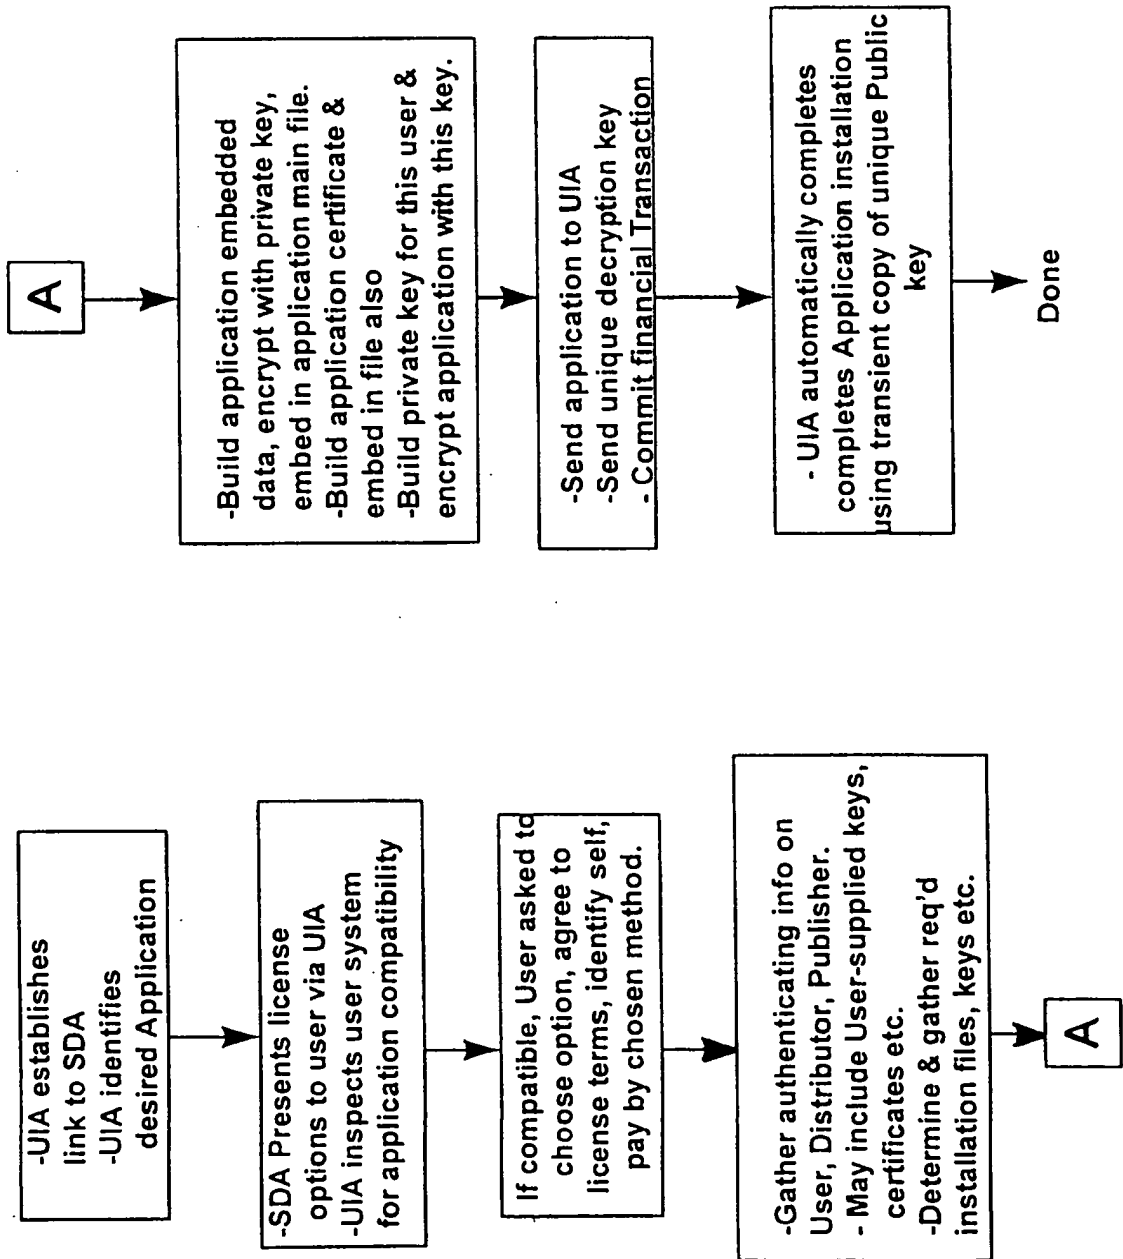 -UIA establishes
link to SDA
-UIA identifies
desired Application
-SDA Presents license
options to user via UIA
-UIA inspects user system
for application compatibility
If compatible, User asked to
choose option, agree to
license terms, identify self,
pay by chosen method.
-Gather authenticating info on
User, Distributor, Publisher.
- May include User-supplied keys,
certificates etc.
-Determine & gather req'd
installation files, keys etc.
A
A
-Build application embedded
data, encrypt with private key,
embed in application main file.
-Build application certificate &
embed in file also
-Build private key for this user &
encrypt application with this key.
-Send application to UIA
-Send unique decryption key
- Commit financial Transaction
- UIA automatically completes
completes Application installation
using transient copy of unique Public
key
Done